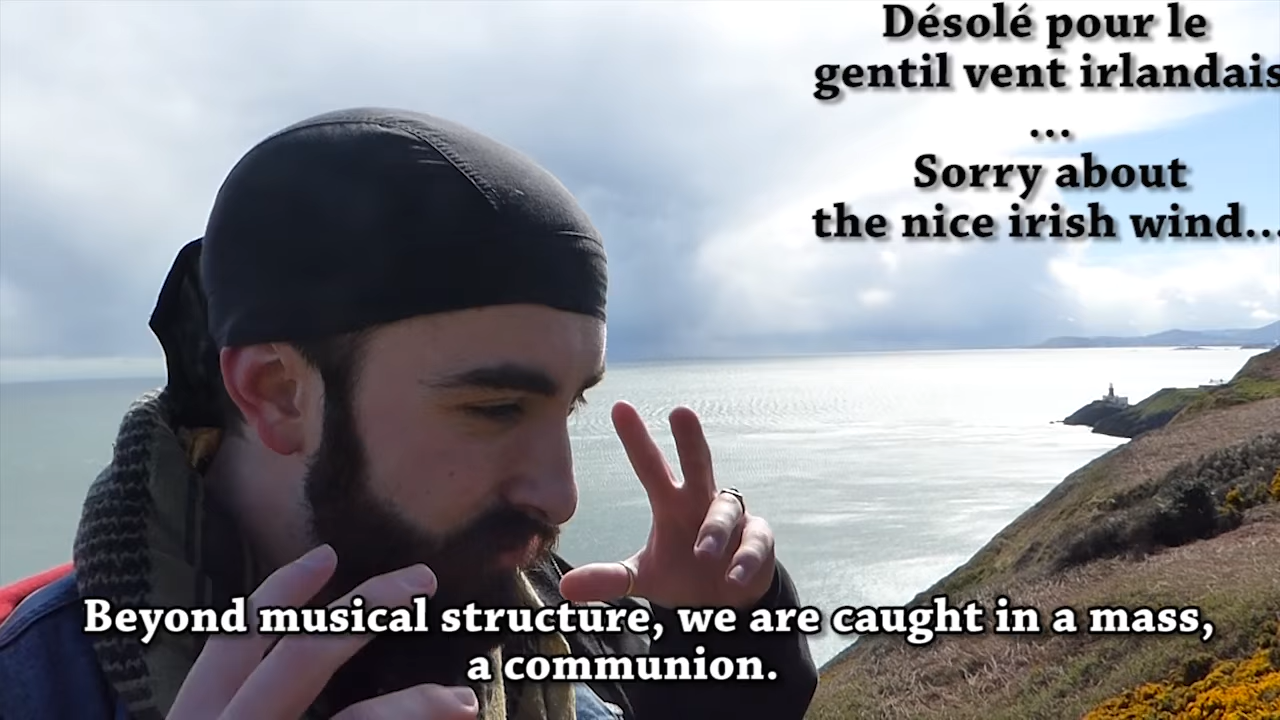 Désolé pour le
gentil vent irlandais
...
Sorry about
the nice irish wind...
Beyond musical structure, we are caught in a mass,
a communion.